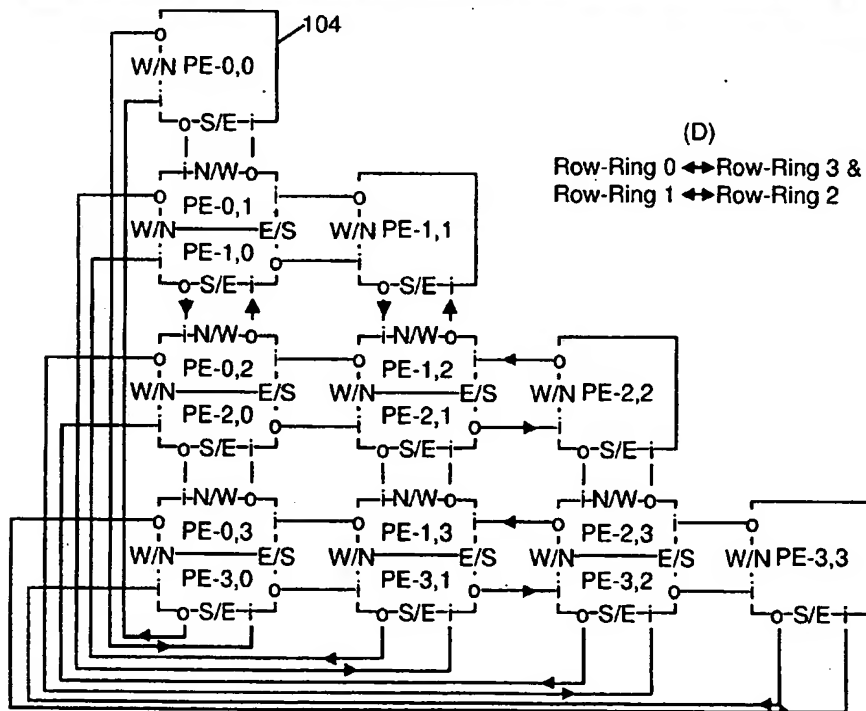 104
o
W/N PE-0,0
i
o-S/E-i
(D)
Row-Ring 0 ↔ Row-Ring 3 &
Row-Ring 1 ↔ Row-Ring 2
i-N/W-o
o i o
PE-0,1
W/N E/S W/N PE-1,1
PE-1,0
i o i
o-S/E-i o-S/E-i
i-N/W-o i-N/W-o
o i o i o
PE-0,2 PE-1,2
W/N E/S W/N E/S W/N PE-2,2
PE-2,0 PE-2,1
i o i o i
o-S/E-i o-S/E-i o-S/E-i
i-N/W-o i-N/W-o i-N/W-o
o i o i o i o
PE-0,3 PE-1,3 PE-2,3
W/N E/S W/N E/S W/N E/S W/N PE-3,3
PE-3,0 PE-3,1 PE-3,2
i o i o i o i
o-S/E-i o-S/E-i o-S/E-i o-S/E-i